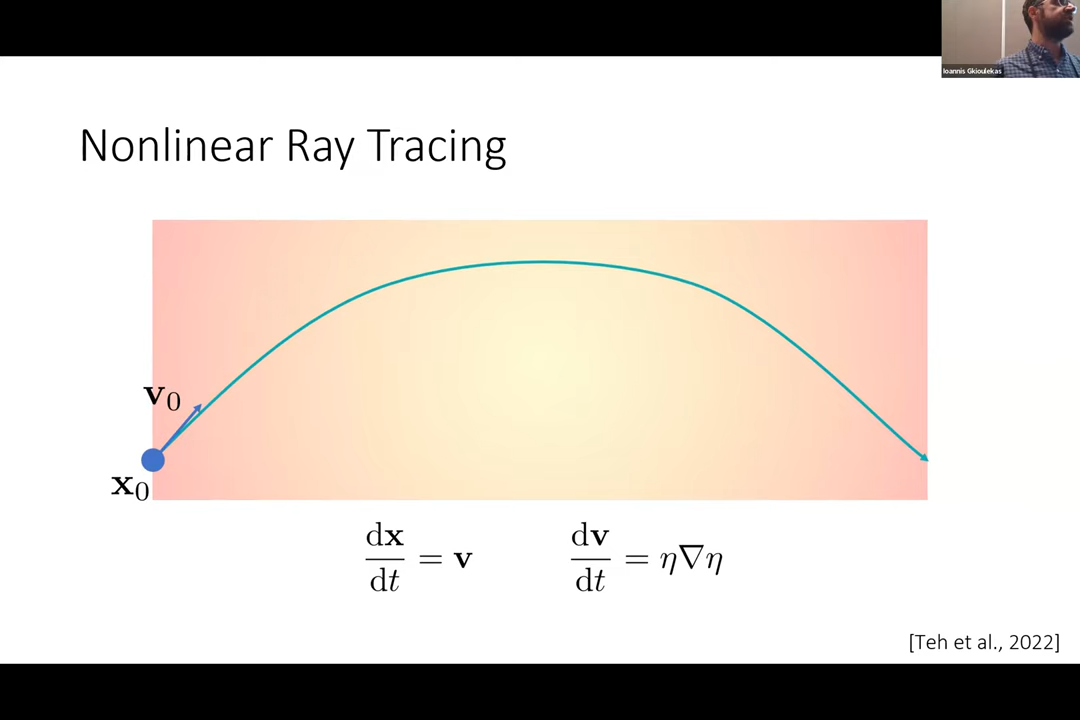 Ioannis Gkioulekas
Nonlinear Ray Tracing
v₀
x₀
dx/dt = v    dv/dt = η∇η
[Teh et al., 2022]